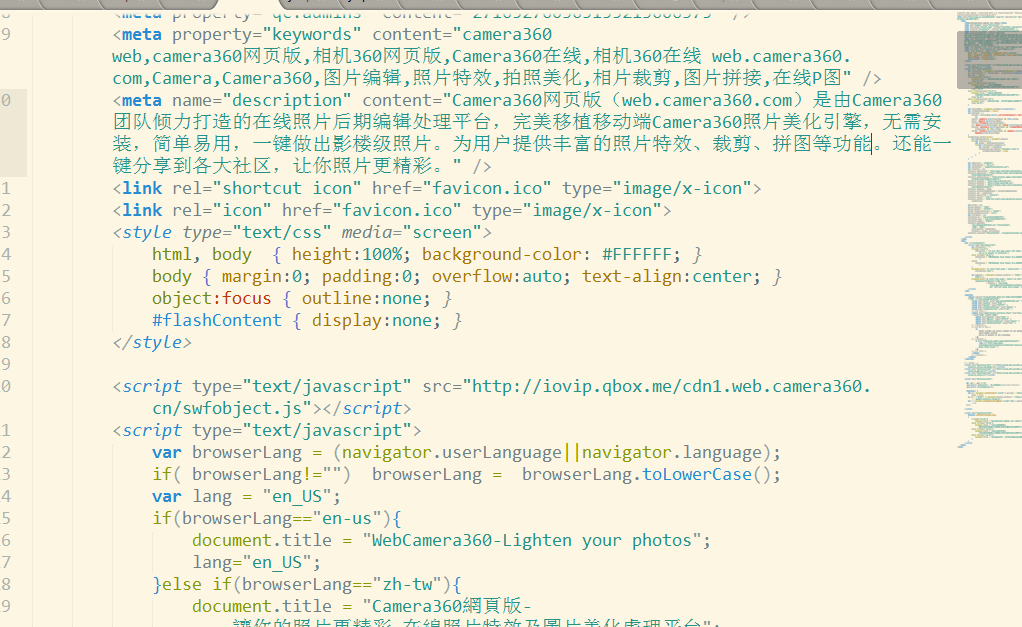 9 <meta property="keywords" content="camera360
web,camera360网页版,相机360网页版,Camera360在线,相机360在线 web.camera360.
com,Camera,Camera360,图片编辑,照片特效,拍照美化,相片裁剪,图片拼接,在线P图" />
0 <meta name="description" content="Camera360网页版（web.camera360.com）是由Camera360
团队倾力打造的在线照片后期编辑处理平台，完美移植移动端Camera360照片美化引擎，无需安
装，简单易用，一键做出影楼级照片。为用户提供丰富的照片特效、裁剪、拼图等功能。还能一
键分享到各大社区，让你照片更精彩。" />
1 <link rel="shortcut icon" href="favicon.ico" type="image/x-icon">
2 <link rel="icon" href="favicon.ico" type="image/x-icon">
3 <style type="text/css" media="screen">
4 html, body  { height:100%; background-color: #FFFFFF; }
5 body { margin:0; padding:0; overflow:auto; text-align:center; }
6 object:focus { outline:none; }
7 #flashContent { display:none; }
8 </style>
9
0 <script type="text/javascript" src="http://iovip.qbox.me/cdn1.web.camera360.
cn/swfobject.js"></script>
1 <script type="text/javascript">
2 var browserLang = (navigator.userLanguage||navigator.language);
3 if( browserLang!="")  browserLang =  browserLang.toLowerCase();
4 var lang = "en_US";
5 if(browserLang=="en-us"){
6 document.title = "WebCamera360-Lighten your photos";
7 lang="en_US";
8 }else if(browserLang=="zh-tw"){
9 document.title = "Camera360網頁版-